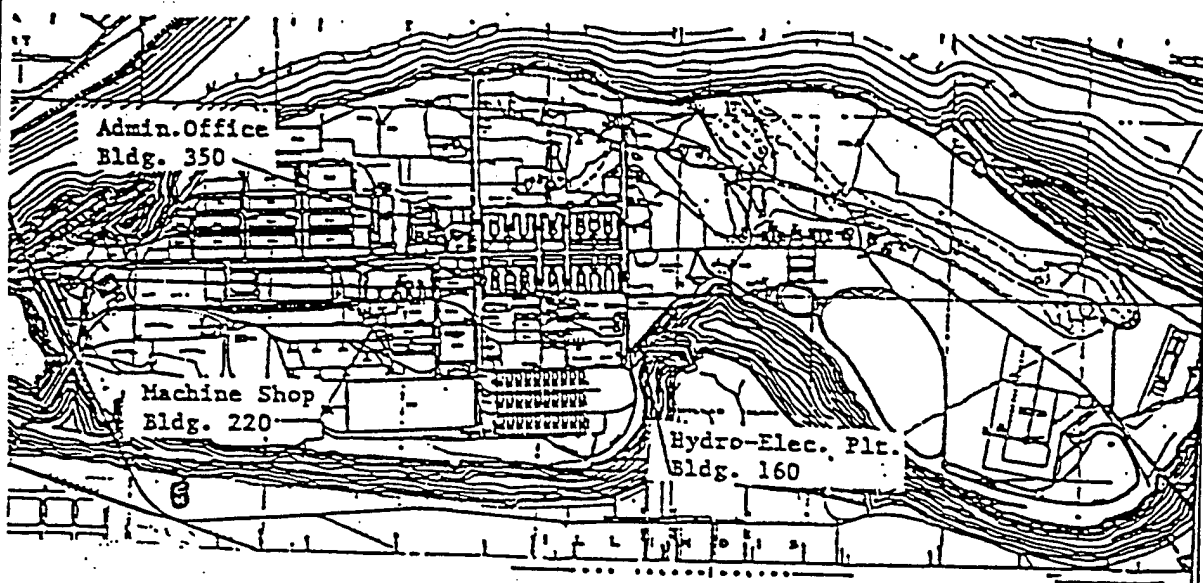 Admin.Office
Bldg. 350
Machine Shop
Bldg. 220
Hydro-Elec. Plt.
Bldg. 160
I L L I N O I S